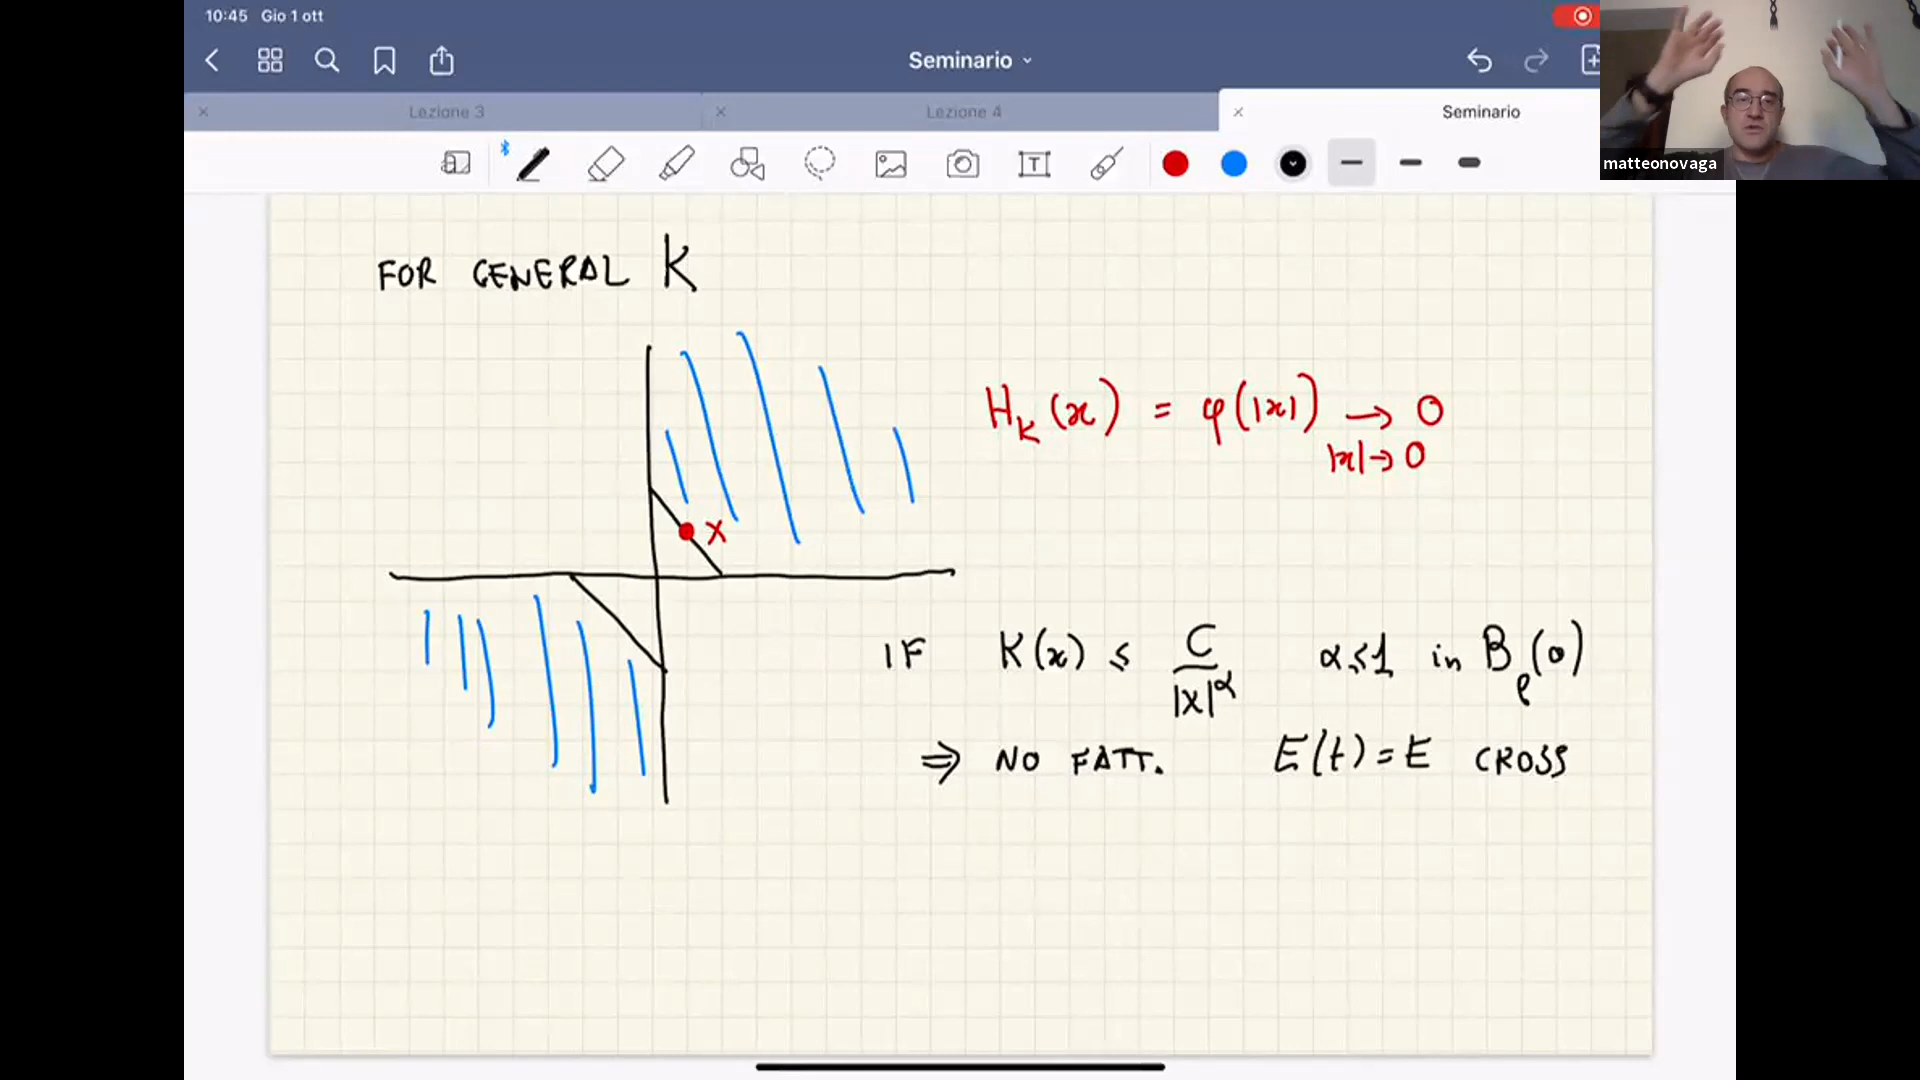 10:45 Gio 1 ott
Seminario
Lezione 3
Lezione 4
Seminario
T
matteonovaga
FOR GENERAL K
H_K(x) = φ(|x|) → 0
|x|→0
x
IF K(x) ≤ C/|x|^α α≤1 in B_ρ(0)
⇒ NO FATT. E(t)=E CROSS